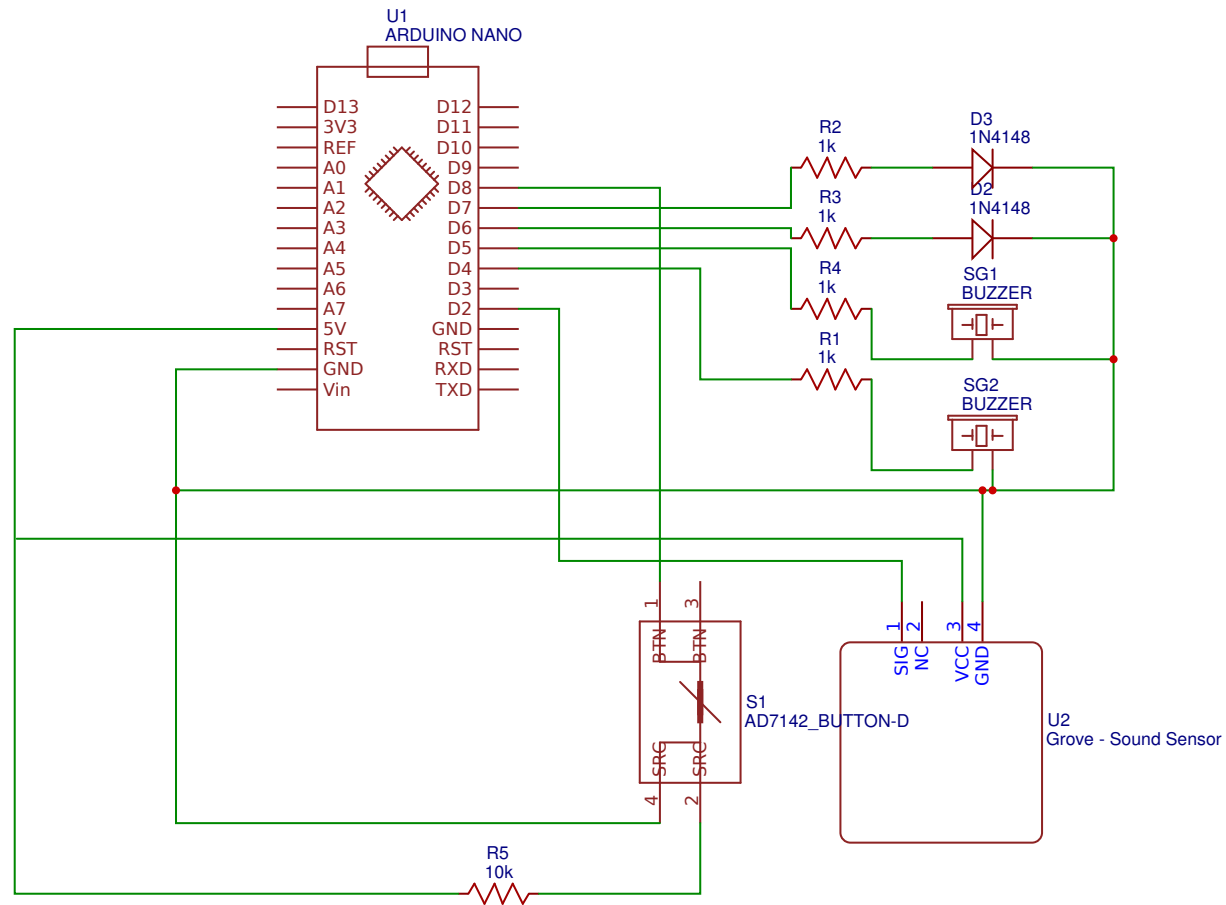 U1
ARDUINO NANO
D13
3V3
REF
A0
A1
A2
A3
A4
A5
A6
A7
5V
RST
GND
Vin
D12
D11
D10
D9
D8
D7
D6
D5
D4
D3
D2
GND
RST
RXD
TXD
R2
1k
D3
1N4148
R3
1k
D2
1N4148
R4
1k
SG1
BUZZER
R1
1k
SG2
BUZZER
1
3
BTN
BTN
SRC
SRC
4
2
S1
AD7142_BUTTON-D
1
2
3
4
SIG
NC
VCC
GND
U2
Grove - Sound Sensor
R5
10k